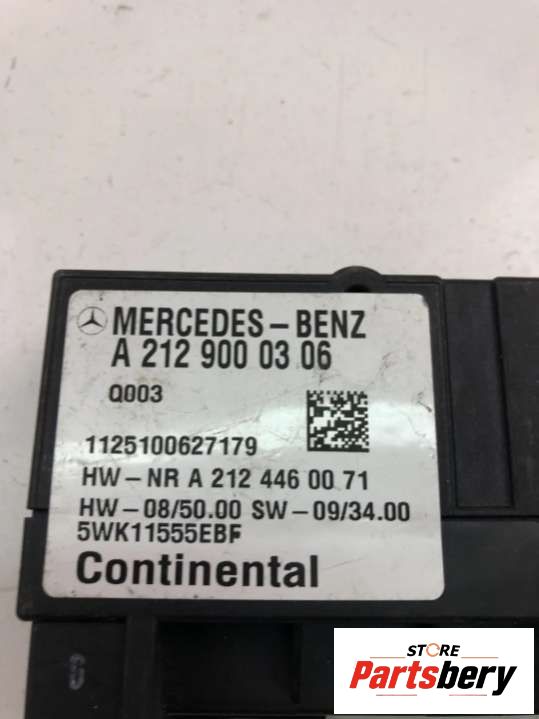 MERCEDES-BENZ
A 212 900 03 06
Q003
1125100627179
HW-NR A 212 446 00 71
HW-08/50.00 SW-09/34.00
5WK11555EBF
Continental
STORE
Partsbery